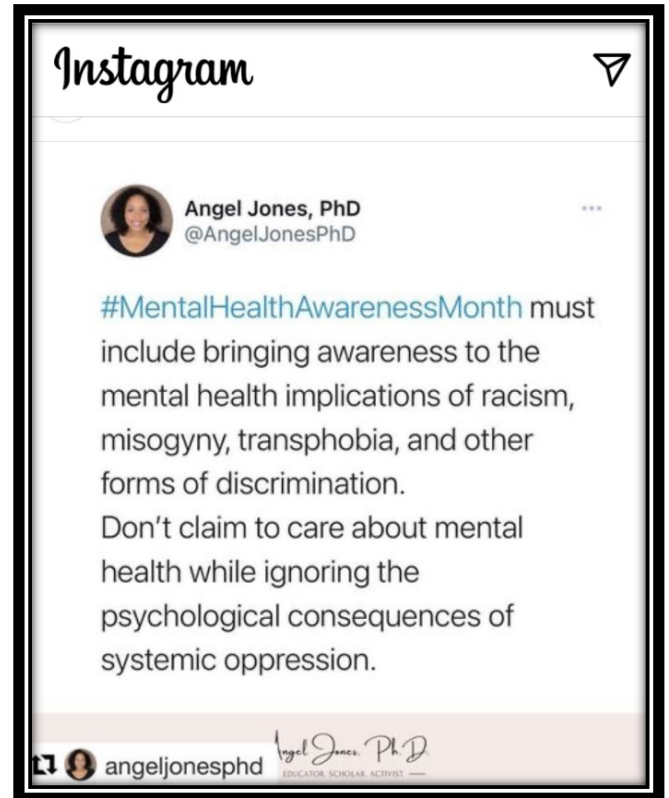 Instagram
Angel Jones, PhD
@AngelJonesPhD
#MentalHealthAwarenessMonth must
include bringing awareness to the
mental health implications of racism,
misogyny, transphobia, and other
forms of discrimination.
Don’t claim to care about mental
health while ignoring the
psychological consequences of
systemic oppression.
Angel Jones, Ph.D.
EDUCATOR. SCHOLAR. ACTIVIST
angeljonesphd